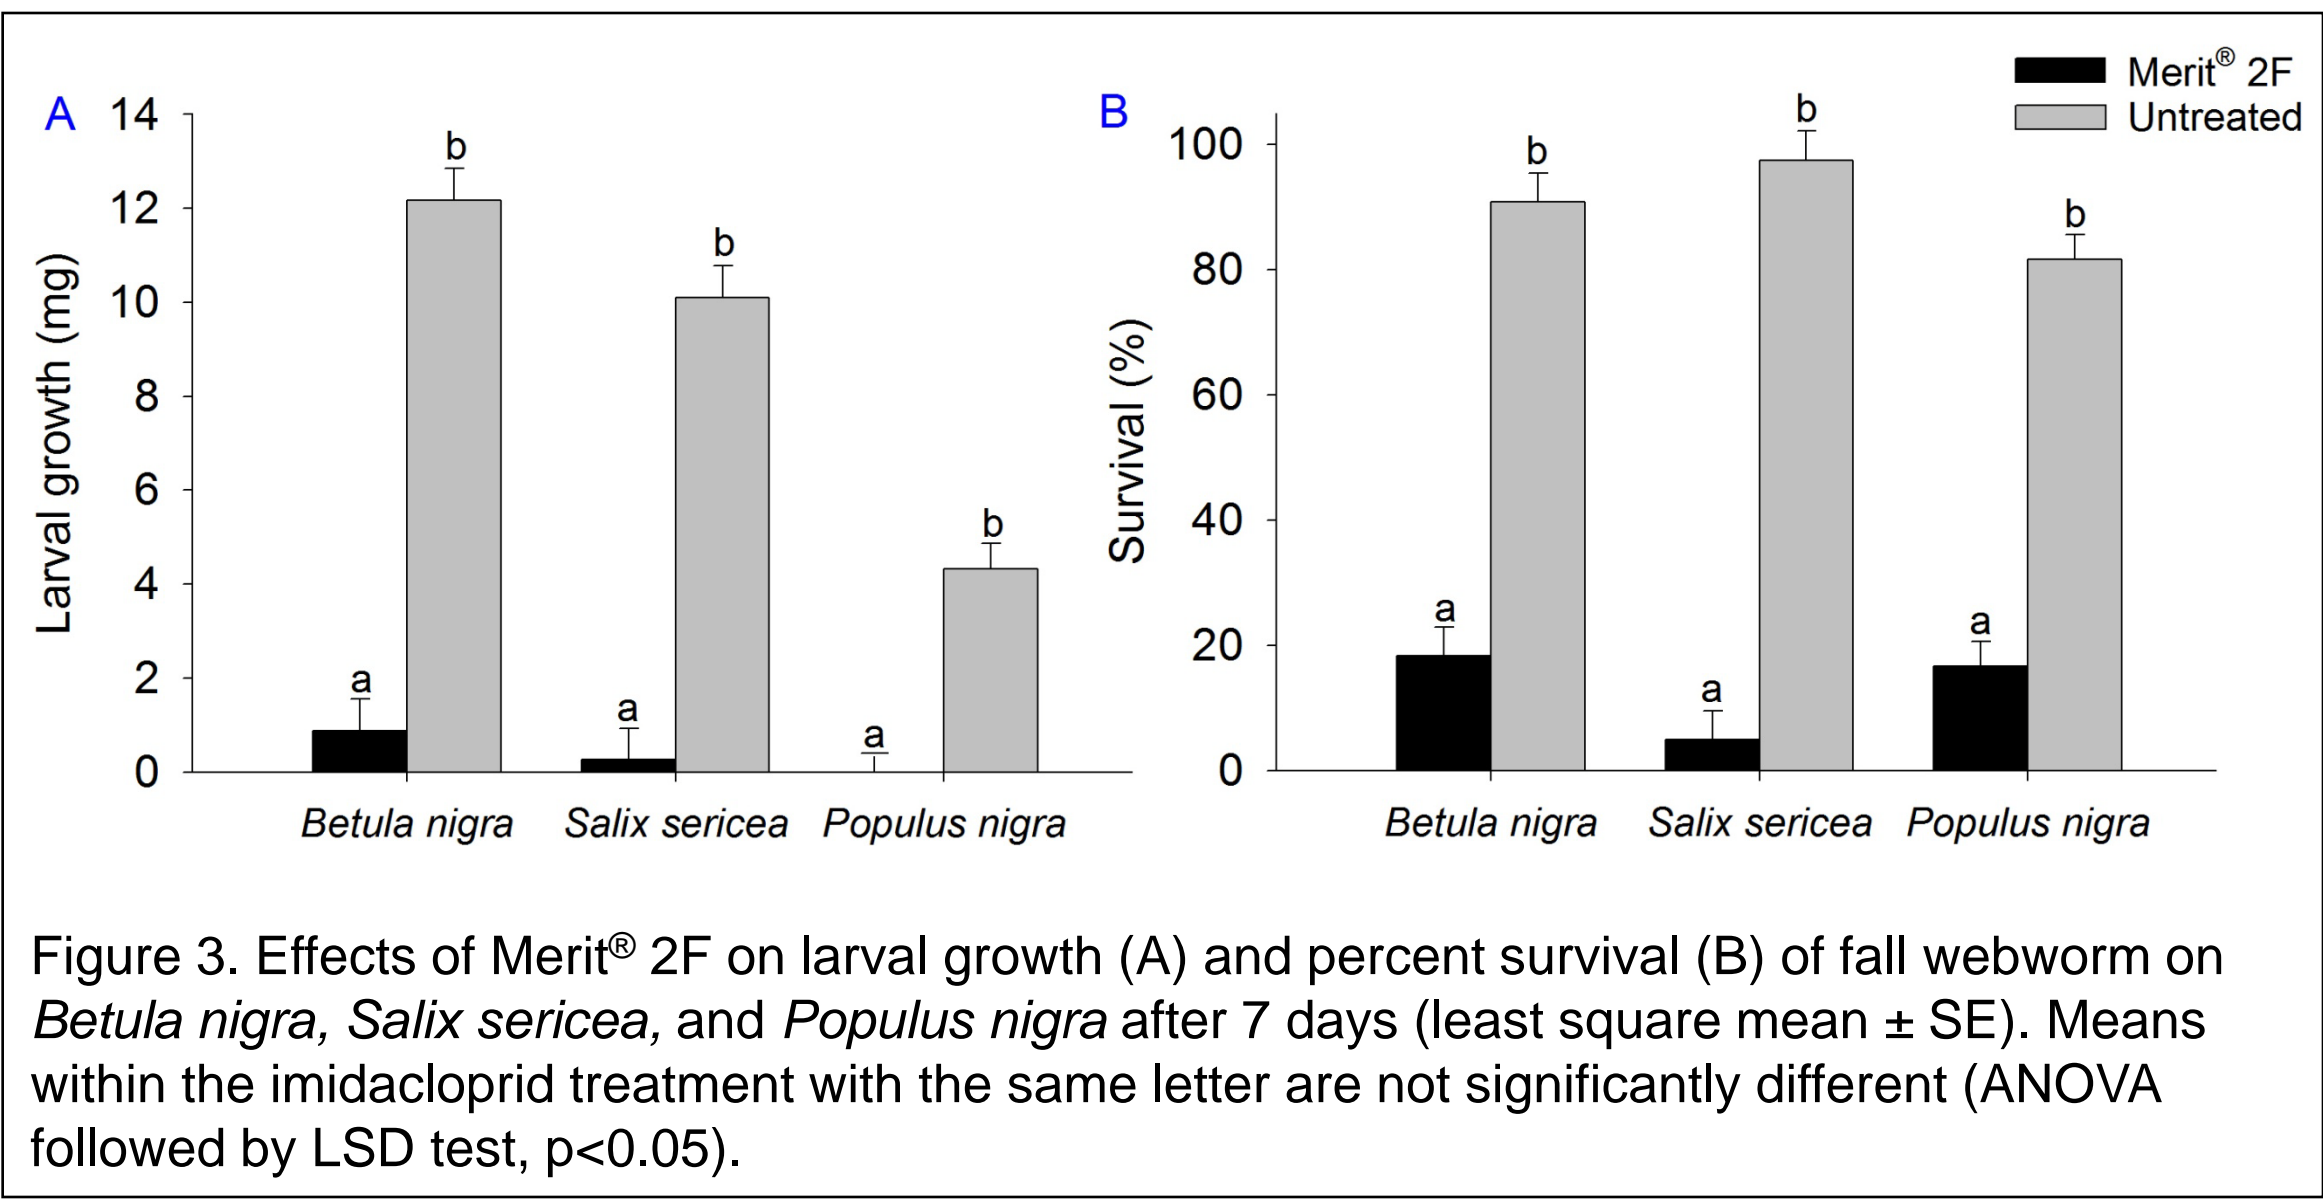 Merit® 2F
Untreated
A
14
12
10
8
6
4
2
0
Larval growth (mg)
a
b
a
b
a
b
Betula nigra
Salix sericea
Populus nigra
B
100
80
60
40
20
0
Survival (%)
a
b
a
b
a
b
Betula nigra
Salix sericea
Populus nigra
Figure 3. Effects of Merit® 2F on larval growth (A) and percent survival (B) of fall webworm on
Betula nigra, Salix sericea, and Populus nigra after 7 days (least square mean ± SE). Means
within the imidacloprid treatment with the same letter are not significantly different (ANOVA
followed by LSD test, p<0.05).